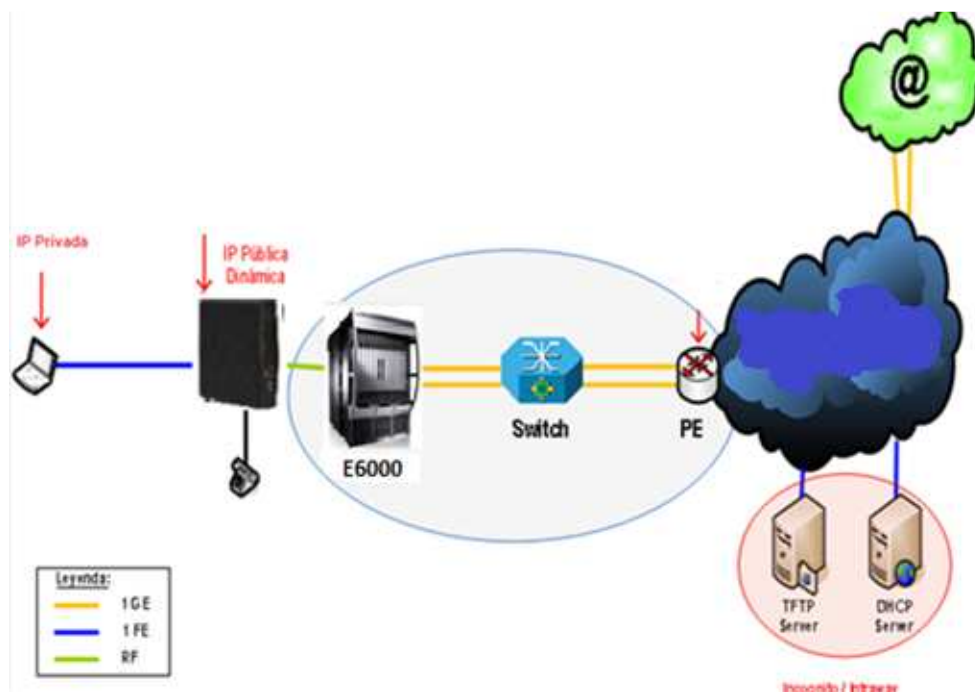 @
IP Privada
IP Pública
Dinámica
E6000
Switch
PE
TFTP
Server
DHCP
Server
Leyenda:
1 GE
1 FE
RF